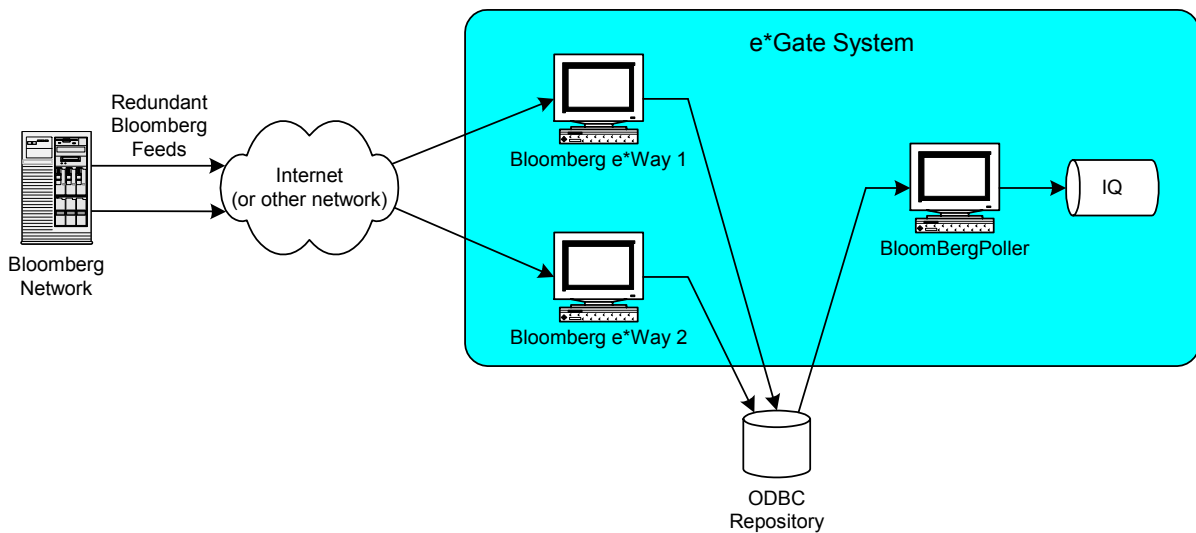 e*Gate System
Redundant
Bloomberg
Feeds
Bloomberg
Network
Internet
(or other network)
Bloomberg e*Way 1
Bloomberg e*Way 2
BloomBergPoller
IQ
ODBC
Repository